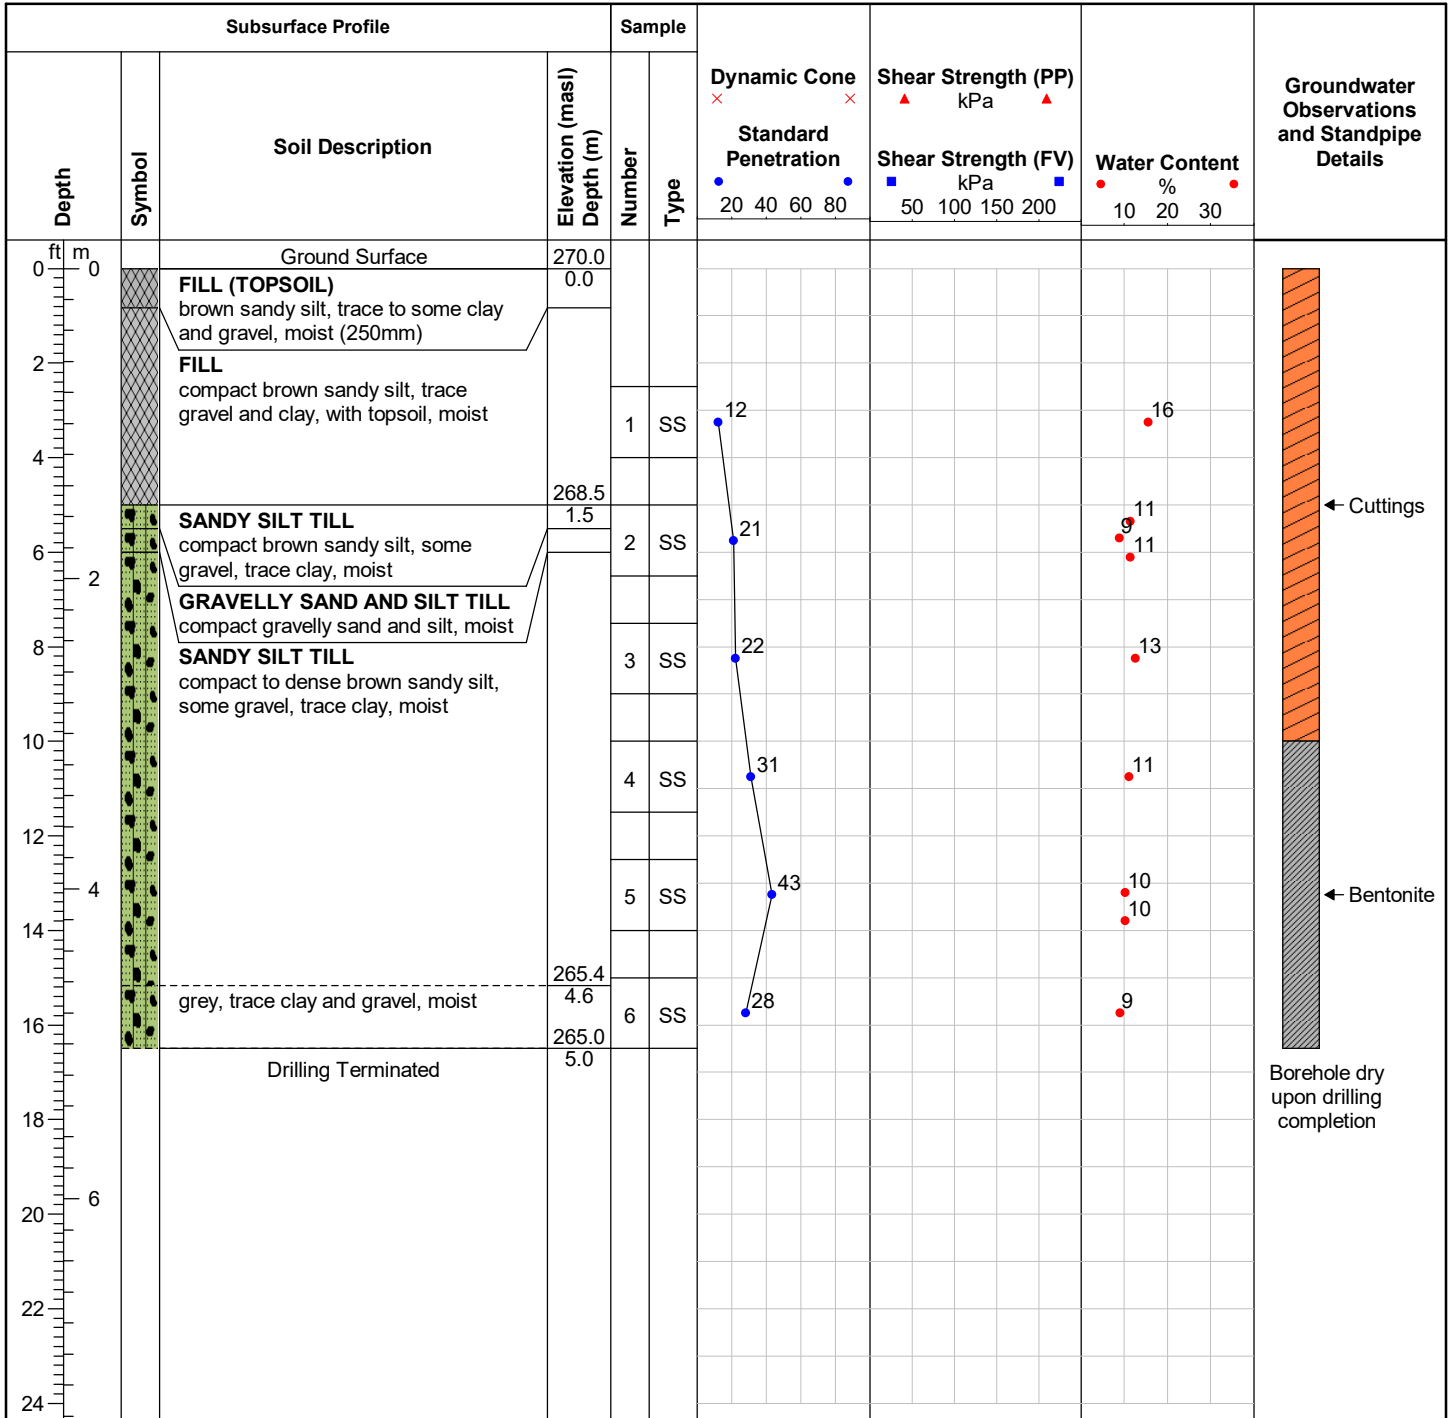 Subsurface Profile
Sample
Depth
Symbol
Soil Description
Elevation (masl)
Depth (m)
Number
Type
Dynamic Cone
Standard
Penetration
20 40 60 80
Shear Strength (PP)
kPa
Shear Strength (FV)
kPa
50 100 150 200
Water Content
%
10 20 30
Groundwater
Observations
and Standpipe
Details
ft m
Ground Surface
270.0
0 0
0.0
FILL (TOPSOIL)
brown sandy silt, trace to some clay
and gravel, moist (250mm)
2
FILL
compact brown sandy silt, trace
gravel and clay, with topsoil, moist
1 SS
12
16
4
268.5
1.5
SANDY SILT TILL
compact brown sandy silt, some
gravel, trace clay, moist
2 SS
21
11
9
11
Cuttings
6
2
GRAVELLY SAND AND SILT TILL
compact gravelly sand and silt, moist
8
SANDY SILT TILL
compact to dense brown sandy silt,
some gravel, trace clay, moist
3 SS
22
13
10
4 SS
31
11
12
4
5 SS
43
10
10
Bentonite
14
265.4
4.6
grey, trace clay and gravel, moist
6 SS
28
9
16
265.0
5.0
Drilling Terminated
Borehole dry
upon drilling
completion
18
6
20
22
24